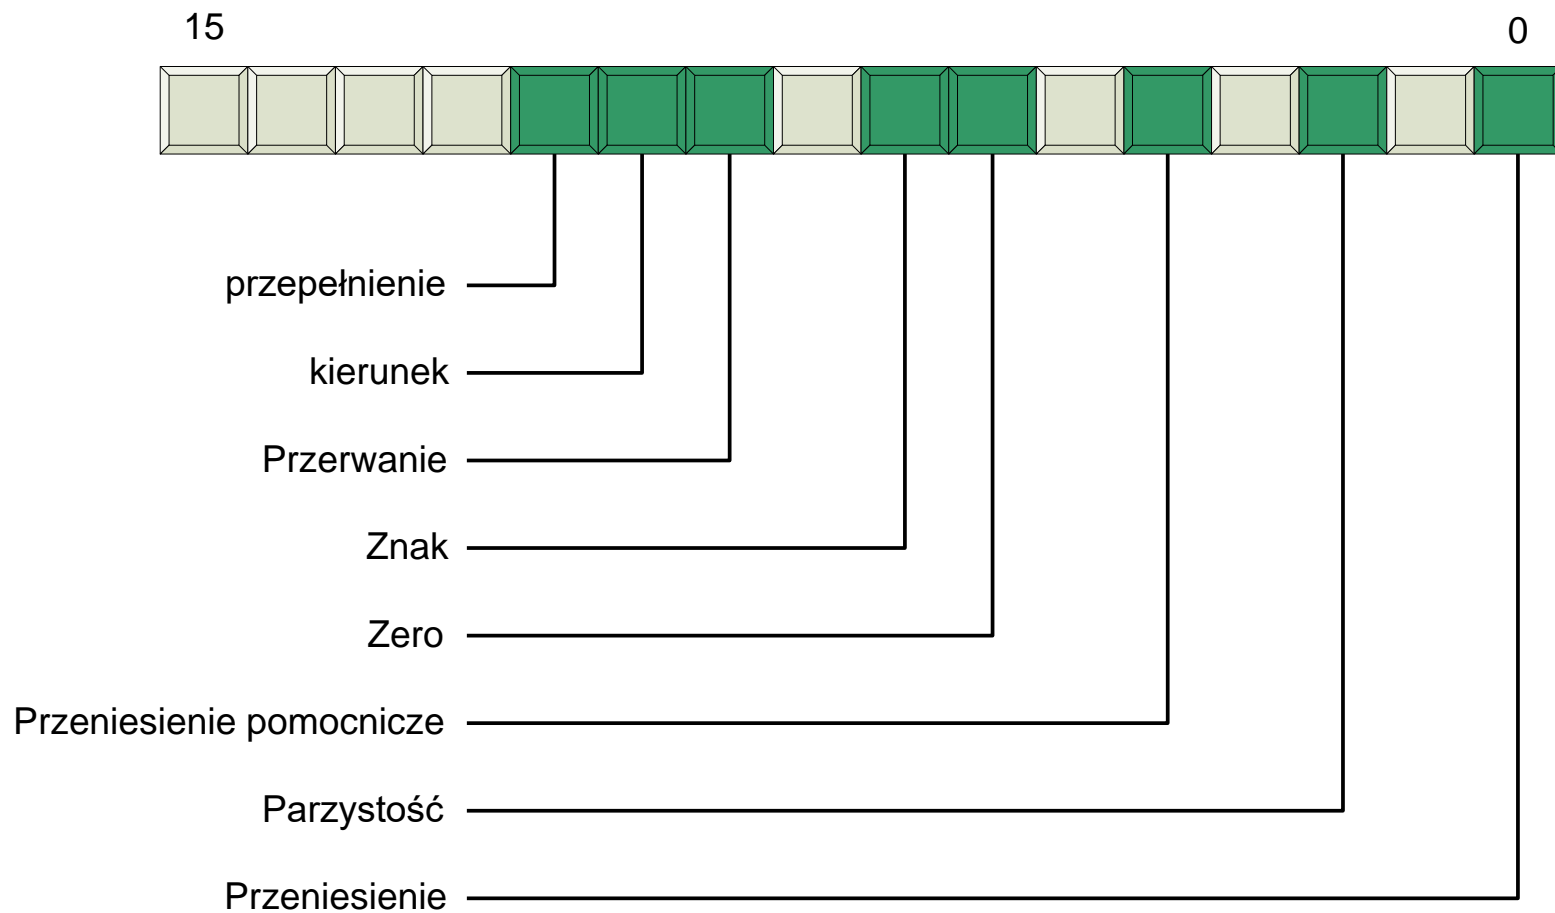 15 0
przepełnienie
kierunek
Przerwanie
Znak
Zero
Przeniesienie pomocnicze
Parzystość
Przeniesienie